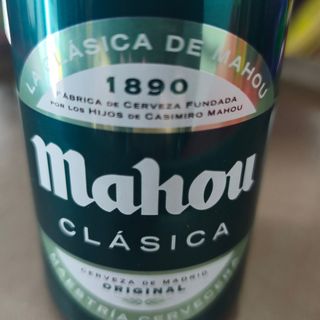 LA CLÁSICA DE MAHOU
1890
FÁBRICA DE CERVEZA FUNDADA
POR LOS HIJOS DE CASIMIRO MAHOU
Mahou
CLÁSICA
CERVEZA DE MADRID
ORIGINAL
MAESTRÍA CERVECERA